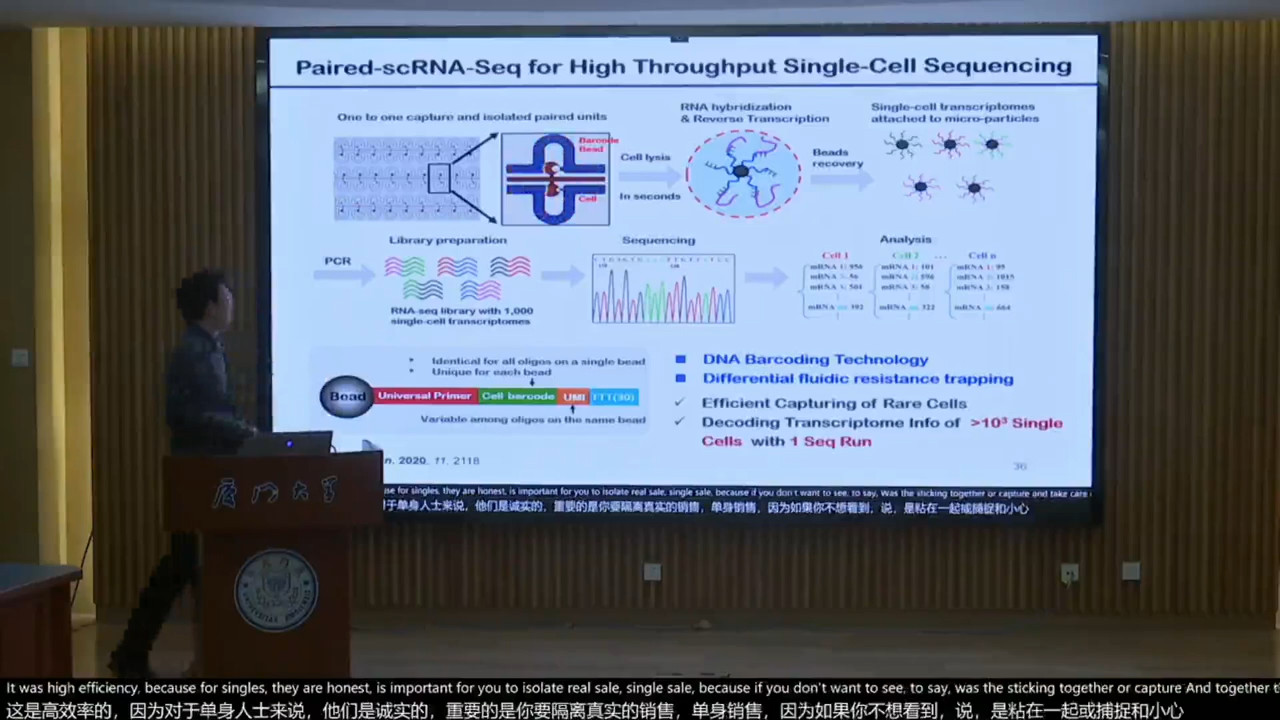 Paired-scRNA-Seq for High Throughput Single-Cell Sequencing
One to one capture and isolated paired units
Barcode
Bead
Cell
Cell lysis
In seconds
RNA hybridization
& Reverse Transcription
Beads
recovery
Single-cell transcriptomes
attached to micro-particles
PCR
Library preparation
RNA-seq library with 1,000
single-cell transcriptomes
Sequencing
Analysis
Cell 1
Cell 2
...
Cell n
mRNA 1: 956
mRNA 2: 56
mRNA 3: 501
mRNA 392
mRNA 1: 101
mRNA 3: 58
mRNA 322
mRNA 1: 95
mRNA 2: 1015
mRNA 3: 158
mRNA 664
• Identical for all oligos on a single bead
• Unique for each bead
Bead Universal Primer Cell barcode UMI TTT(30)
Variable among oligos on the same bead
■ DNA Barcoding Technology
■ Differential fluidic resistance trapping
✓ Efficient Capturing of Rare Cells
✓ Decoding Transcriptome Info of >10³ Single
Cells with 1 Seq Run
n. 2020, 11, 2118
36
se for singles, they are honest, is important for you to isolate real sale, single sale, because if you don't want to see, to say, Was the sticking together or capture and take care
于单身人士来说，他们是诚实的，重要的是你要隔离真实的销售，单身销售，因为如果你不想看到，说，是粘在一起或捕捉和小心
厦门大学
It was high efficiency, because for singles, they are honest, is important for you to isolate real sale, single sale, because if you don't want to see, to say, was the sticking together or capture And together t
这是高效率的，因为对于单身人士来说，他们是诚实的，重要的是你要隔离真实的销售，单身销售，因为如果你不想看到，说，是粘在一起或捕捉和小心